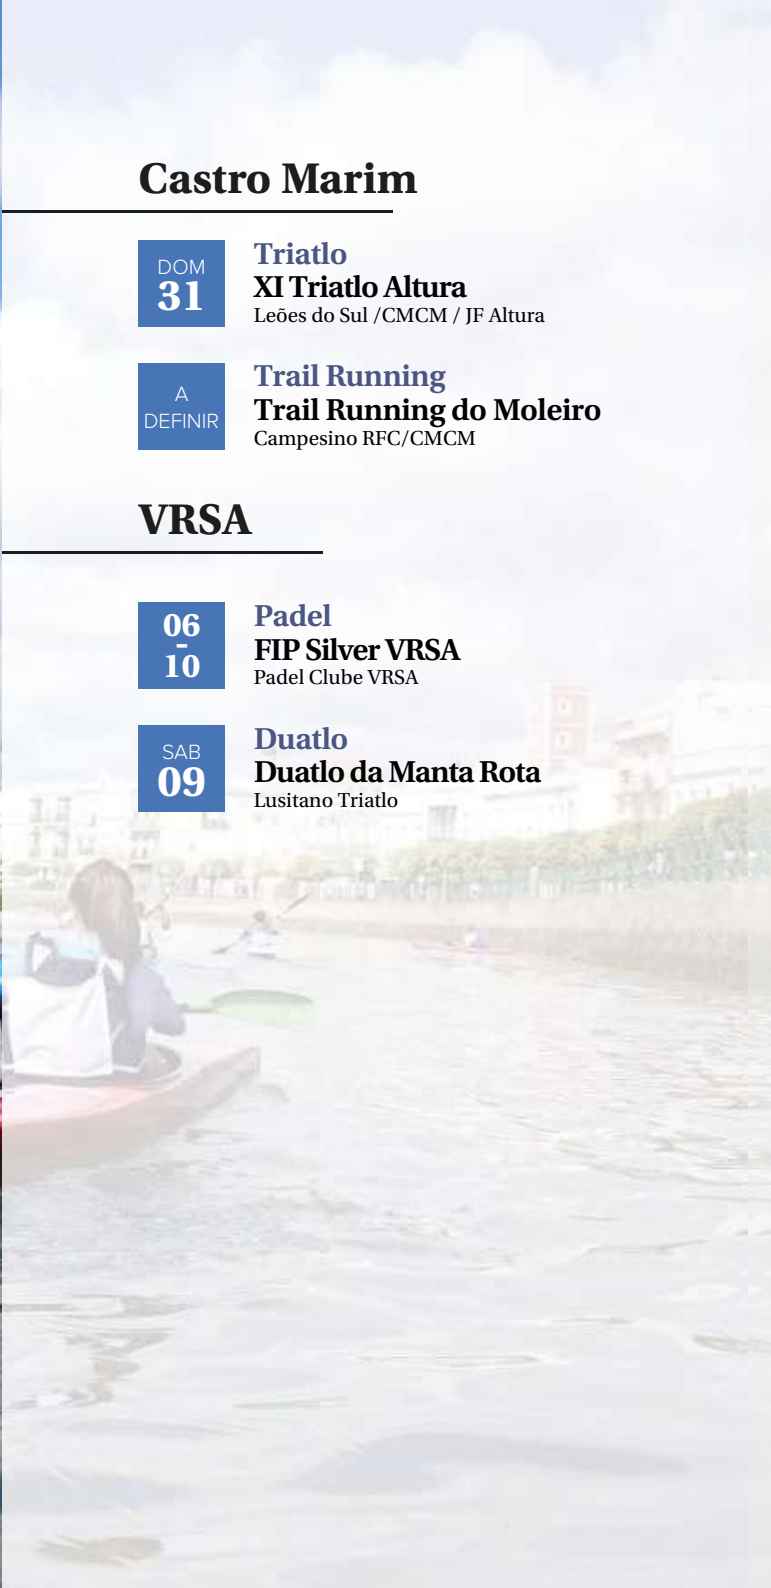 Castro Marim
DOM
31
Triatlo
XI Triatlo Altura
Leões do Sul /CMCM / JF Altura
A
DEFINIR
Trail Running
Trail Running do Moleiro
Campesino RFC/CMCM
VRSA
06
-
10
Padel
FIP Silver VRSA
Padel Clube VRSA
SAB
09
Duatlo
Duatlo da Manta Rota
Lusitano Triatlo